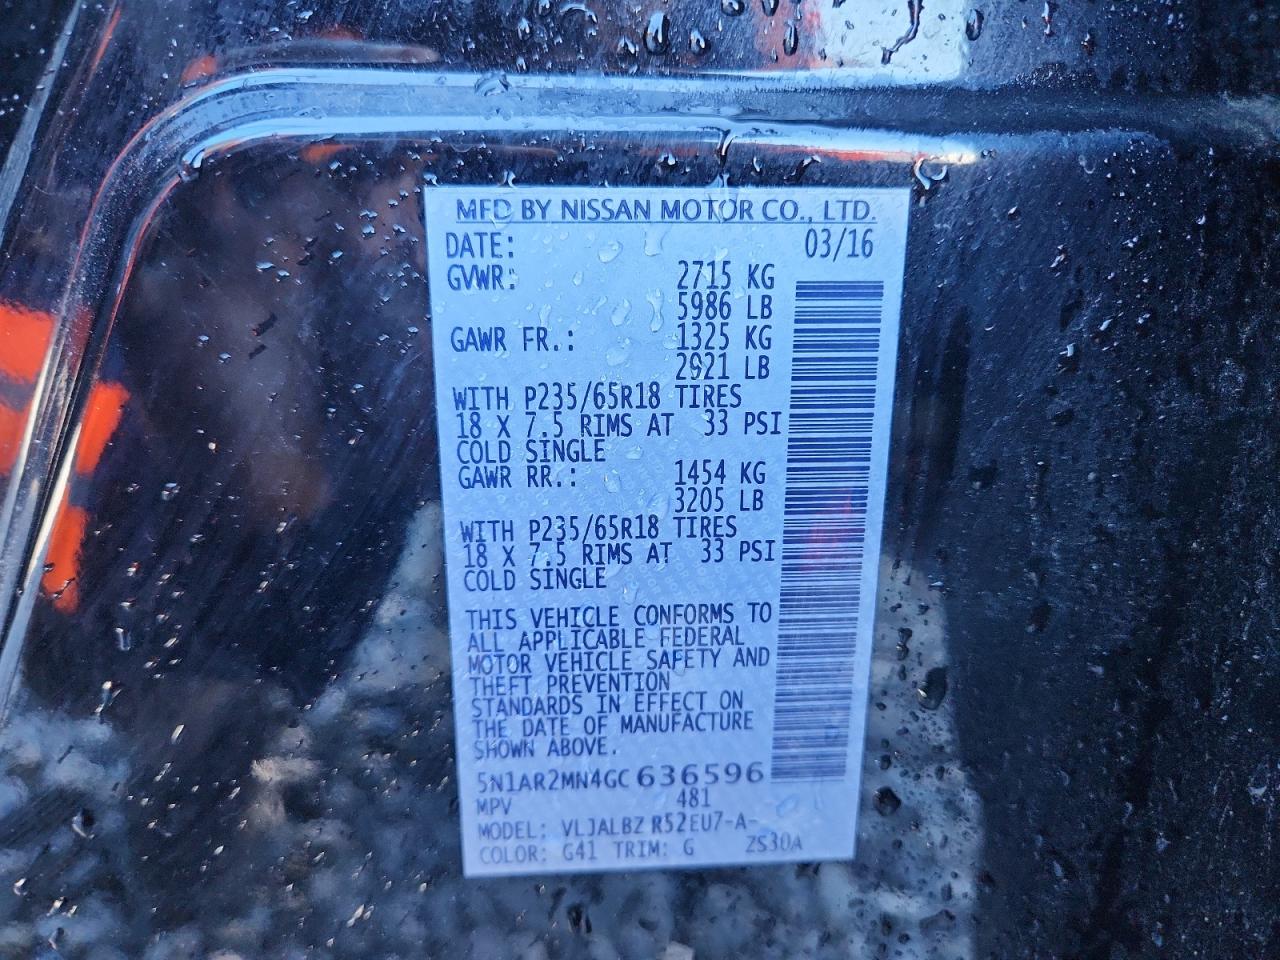 MFD BY NISSAN MOTOR CO., LTD.
DATE: 03/16
GVWR: 2715 KG
5986 LB
GAWR FR.: 1325 KG
2921 LB
WITH P235/65R18 TIRES
18 X 7.5 RIMS AT 33 PSI
COLD SINGLE
GAWR RR.: 1454 KG
3205 LB
WITH P235/65R18 TIRES
18 X 7.5 RIMS AT 33 PSI
COLD SINGLE
THIS VEHICLE CONFORMS TO
ALL APPLICABLE FEDERAL
MOTOR VEHICLE SAFETY AND
THEFT PREVENTION
STANDARDS IN EFFECT ON
THE DATE OF MANUFACTURE
SHOWN ABOVE.
5N1AR2MN4GC636596
MPV 481
MODEL: VLJALBZ R52EU7-A-
COLOR: G41 TRIM: G ZS30A